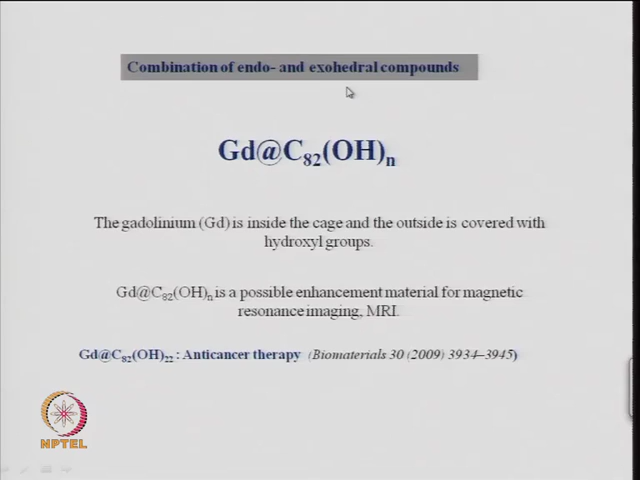 Combination of endo- and exohedral compounds
Gd@C₈₂(OH)ₙ
The gadolinium (Gd) is inside the cage and the outside is covered with
hydroxyl groups.
Gd@C₈₂(OH)ₙ is a possible enhancement material for magnetic
resonance imaging, MRI.
Gd@C₈₂(OH)₂₂ : Anticancer therapy (Biomaterials 30 (2009) 3934–3945)
NPTEL